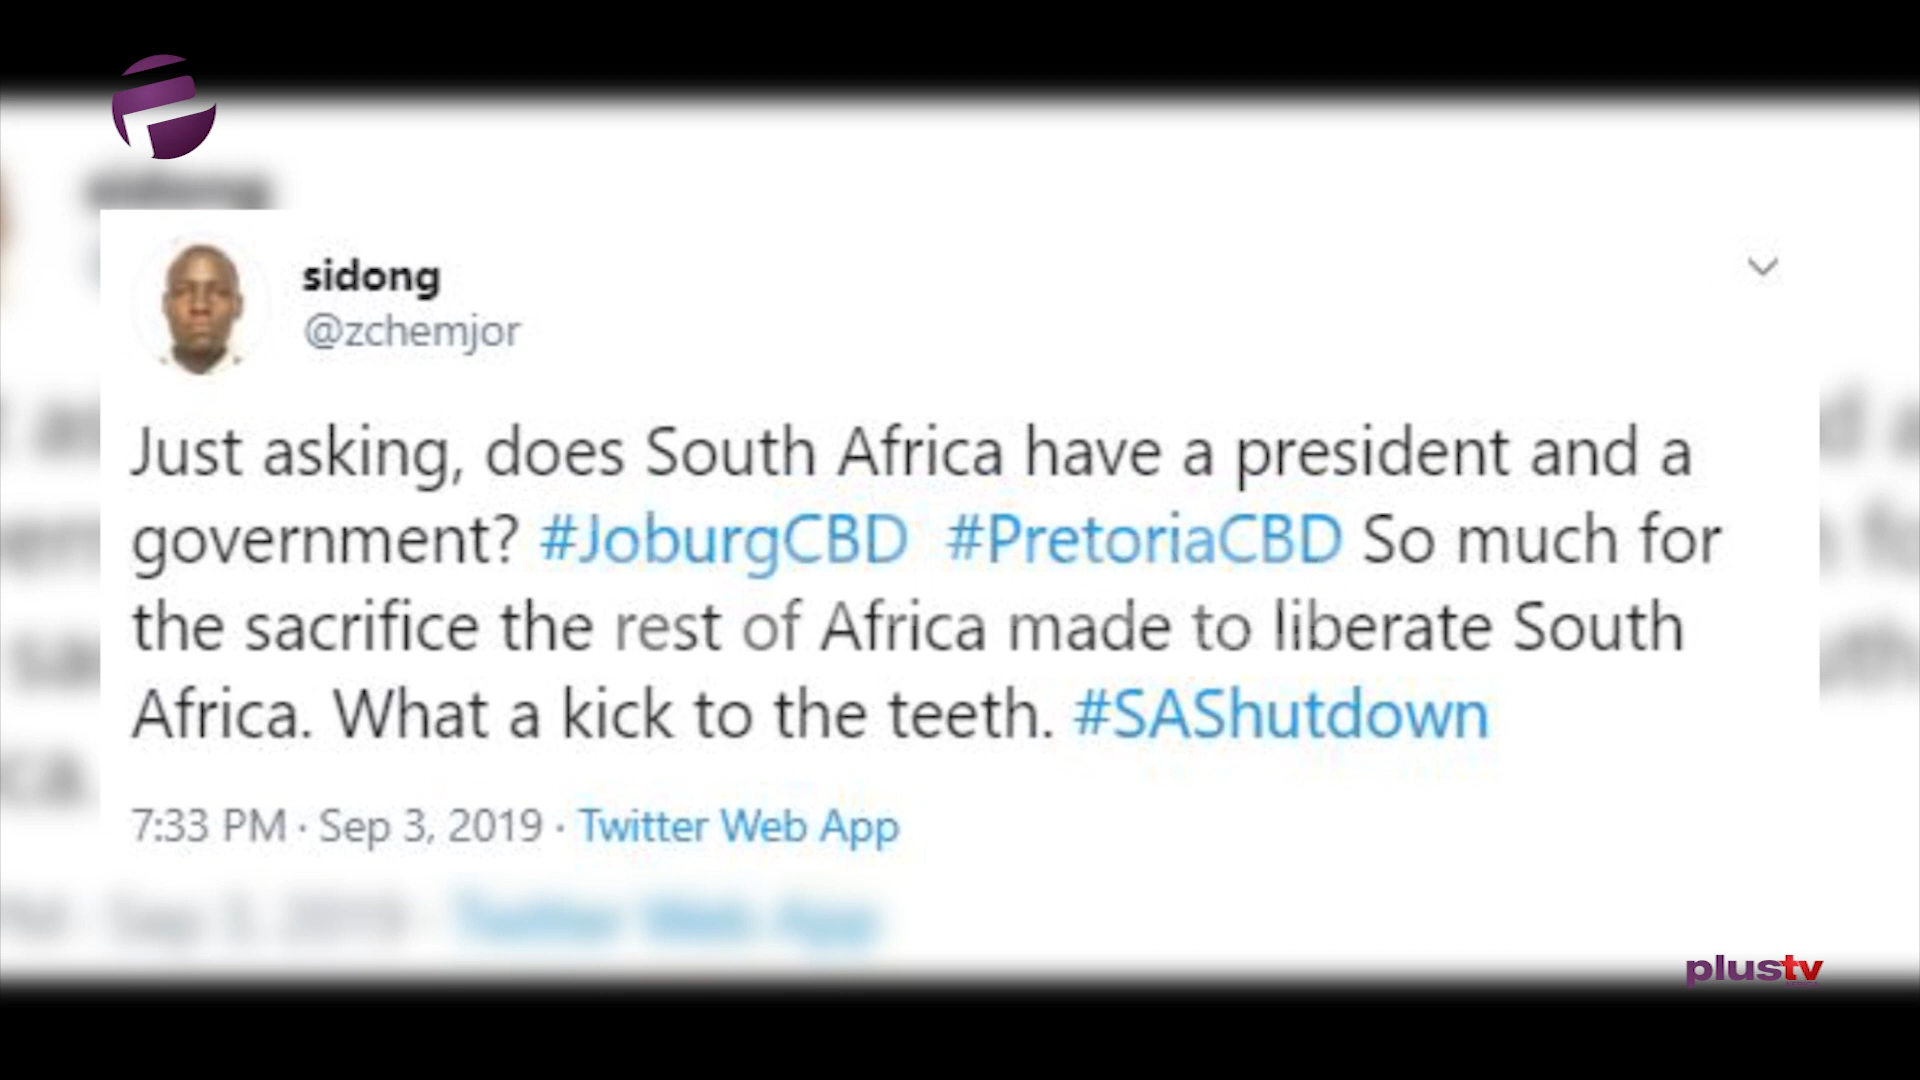 sidong
@zchemjor
Just asking, does South Africa have a president and a
government? #JoburgCBD #PretoriaCBD So much for
the sacrifice the rest of Africa made to liberate South
Africa. What a kick to the teeth. #SAShutdown
7:33 PM · Sep 3, 2019 · Twitter Web App
plustv